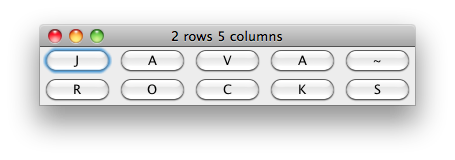 2 rows 5 columns
J A V A ~
R O C K S